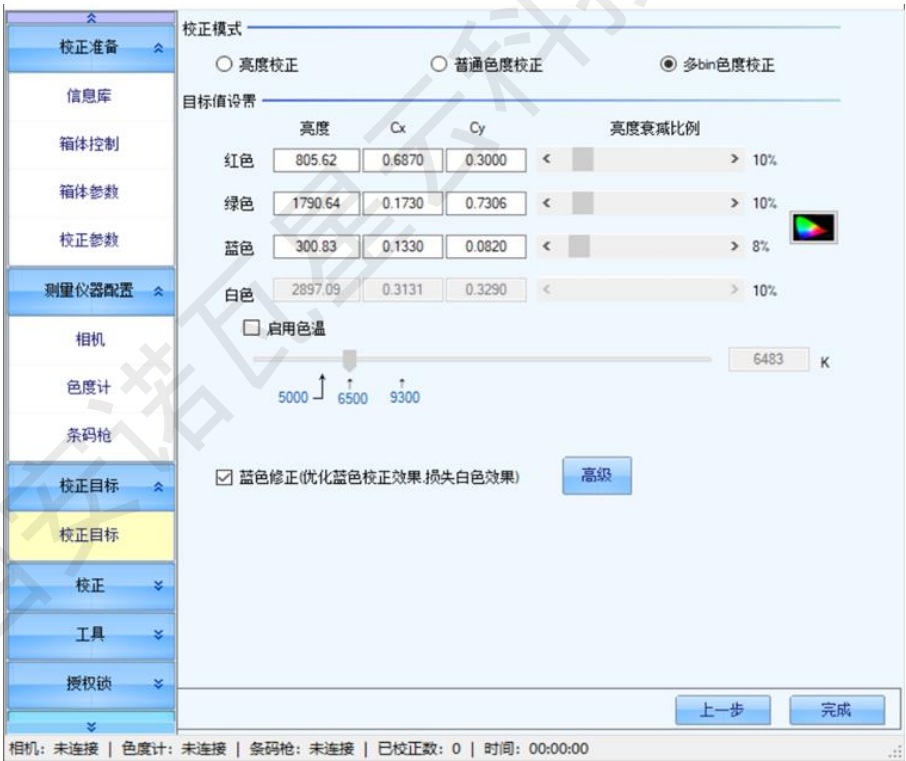 校正准备
信息库
箱体控制
箱体参数
校正参数
测量仪器配置
相机
色度计
条码枪
校正目标
校正目标
校正
工具
授权锁
校正模式
亮度校正 普通色度校正 多bin色度校正
目标值设置
亮度 Cx Cy 亮度衰减比例
红色 805.62 0.6870 0.3000 < > 10%
绿色 1790.64 0.1730 0.7306 < > 10%
蓝色 300.83 0.1330 0.0820 < > 8%
白色 2897.09 0.3131 0.3290 < > 10%
启用色温
6483 K
5000 6500 9300
蓝色修正(优化蓝色校正效果.损失白色效果) 高级
上一步 完成
相机: 未连接 | 色度计: 未连接 | 条码枪: 未连接 | 已校正数: 0 | 时间: 00:00:00
西安诺瓦星云科技